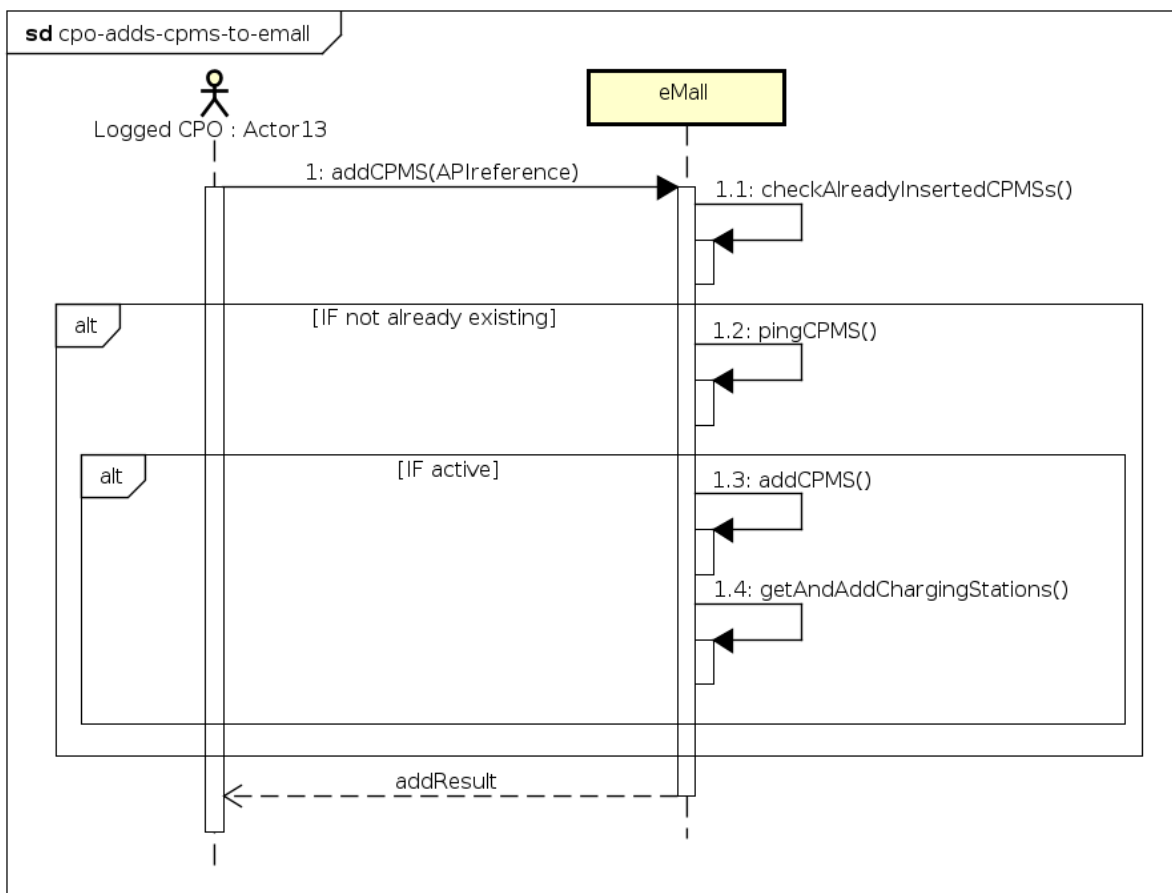 sd cpo-adds-cpms-to-emall
eMall
Logged CPO : Actor13
1: addCPMS(APIreference)
1.1: checkAlreadyInsertedCPMSs()
alt
[IF not already existing]
1.2: pingCPMS()
alt
[IF active]
1.3: addCPMS()
1.4: getAndAddChargingStations()
addResult